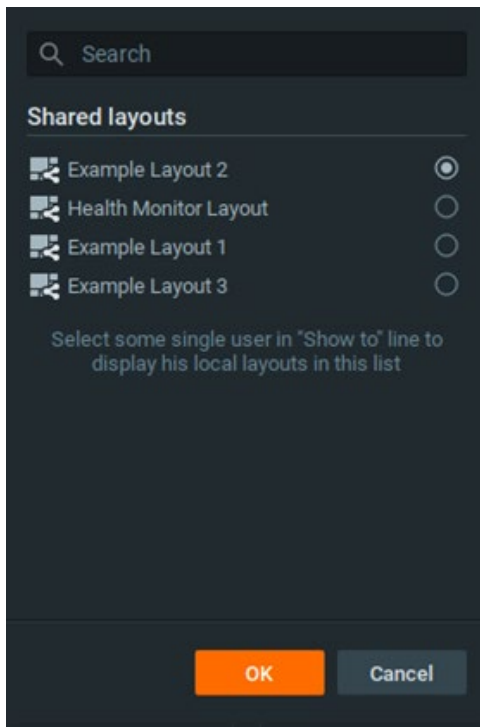 Search
Shared layouts
Example Layout 2
Health Monitor Layout
Example Layout 1
Example Layout 3
Select some single user in "Show to" line to
display his local layouts in this list
OK
Cancel